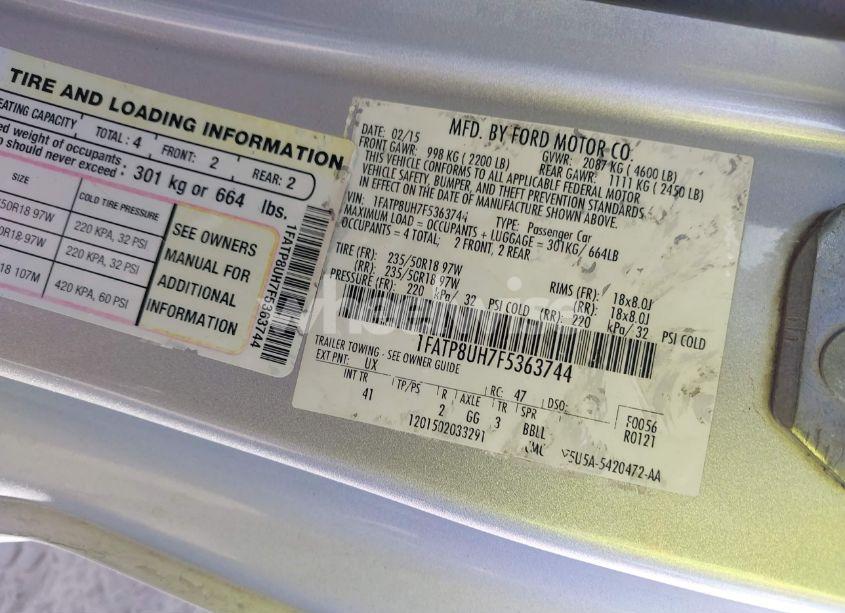 TIRE AND LOADING INFORMATION
EATING CAPACITY TOTAL: 4 FRONT: 2 REAR: 2
ed weight of occupants
should never exceed: 301 kg or 664 lbs.
SIZE COLD TIRE PRESSURE
50R18 97W 220 KPA, 32 PSI
0R18 97W 220 KPA, 32 PSI
18 107M 420 KPA, 60 PSI
SEE OWNERS
MANUAL FOR
ADDITIONAL
INFORMATION
1FATP8UH7F5363744
MFD. BY FORD MOTOR CO.
DATE: 02/15 GVWR: 2087 KG ( 4600 LB)
FRONT GAWR: 998 KG ( 2200 LB) REAR GAWR: 1111 KG ( 2450 LB)
THIS VEHICLE CONFORMS TO ALL APPLICABLE FEDERAL MOTOR
VEHICLE SAFETY, BUMPER, AND THEFT PREVENTION STANDARDS
IN EFFECT ON THE DATE OF MANUFACTURE SHOWN ABOVE.
VIN: 1FATP8UH7F5363744 TYPE: Passenger Car
MAXIMUM LOAD = OCCUPANTS + LUGGAGE = 301KG/ 664LB
OCCUPANTS = 4 TOTAL; 2 FRONT, 2 REAR
TIRE (FR): 235/50R18 97W RIMS (FR): 18x8.0J
(RR): 235/50R18 97W (RR): 18x8.0J
PRESSURE (FR): 220 kPa/ 32 PSI COLD (RR): 220 kPa/32 PSI COLD
1FATP8UH7F5363744
TRAILER TOWING - SEE OWNER GUIDE
EXT PNT: UX RC: 47 DSO:
INT TR TP/PS R AXLE TR SPR
41 2 GG 3 BBLL
F0056
R0121
1201502033291
5U5A-5420472-AA
wheelwise